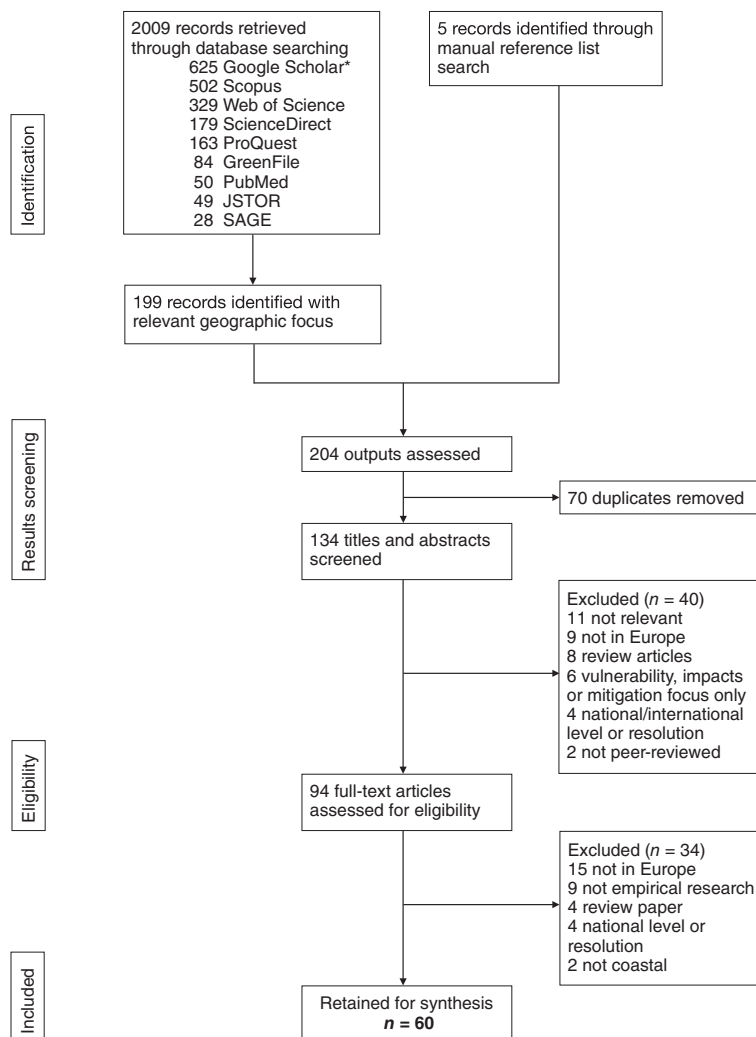 2009 records retrieved
through database searching
625 Google Scholar*
502 Scopus
329 Web of Science
179 ScienceDirect
163 ProQuest
84 GreenFile
50 PubMed
49 JSTOR
28 SAGE
5 records identified through
manual reference list
search
Identification
199 records identified with
relevant geographic focus
Results screening
204 outputs assessed
70 duplicates removed
134 titles and abstracts
screened
Excluded (n = 40)
11 not relevant
9 not in Europe
8 review articles
6 vulnerability, impacts
or mitigation focus only
4 national/international
level or resolution
2 not peer-reviewed
Eligibility
94 full-text articles
assessed for eligibility
Excluded (n = 34)
15 not in Europe
9 not empirical research
4 review paper
4 national level or
resolution
2 not coastal
Included
Retained for synthesis
n = 60